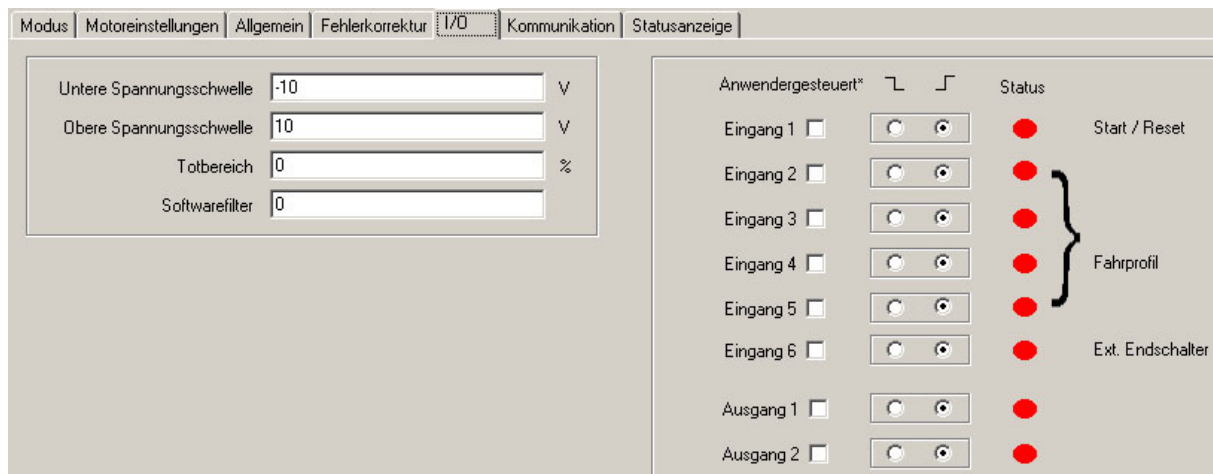 Modus Motoreinstellungen Allgemein Fehlerkorrektur I/O Kommunikation Statusanzeige
Untere Spannungsschwelle -10 V
Obere Spannungsschwelle 10 V
Totbereich 0 %
Softwarefilter 0
Anwendergesteuert* Status
Eingang 1 Start / Reset
Eingang 2
Eingang 3
Eingang 4 Fahrprofil
Eingang 5
Eingang 6 Ext. Endschalter
Ausgang 1
Ausgang 2